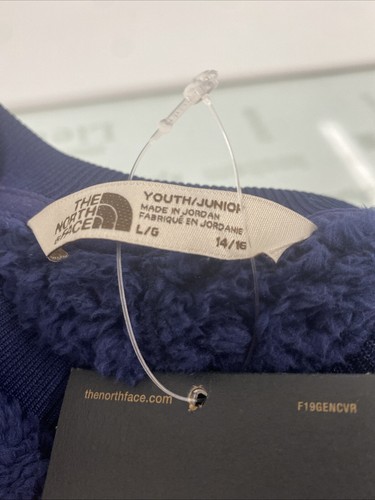 THE
NORTH
FACE
YOUTH/JUNIOR
MADE IN JORDAN
FABRIQUÉ EN JORDANIE
L/G
14/16
thenorthface.com
F19GENCVR